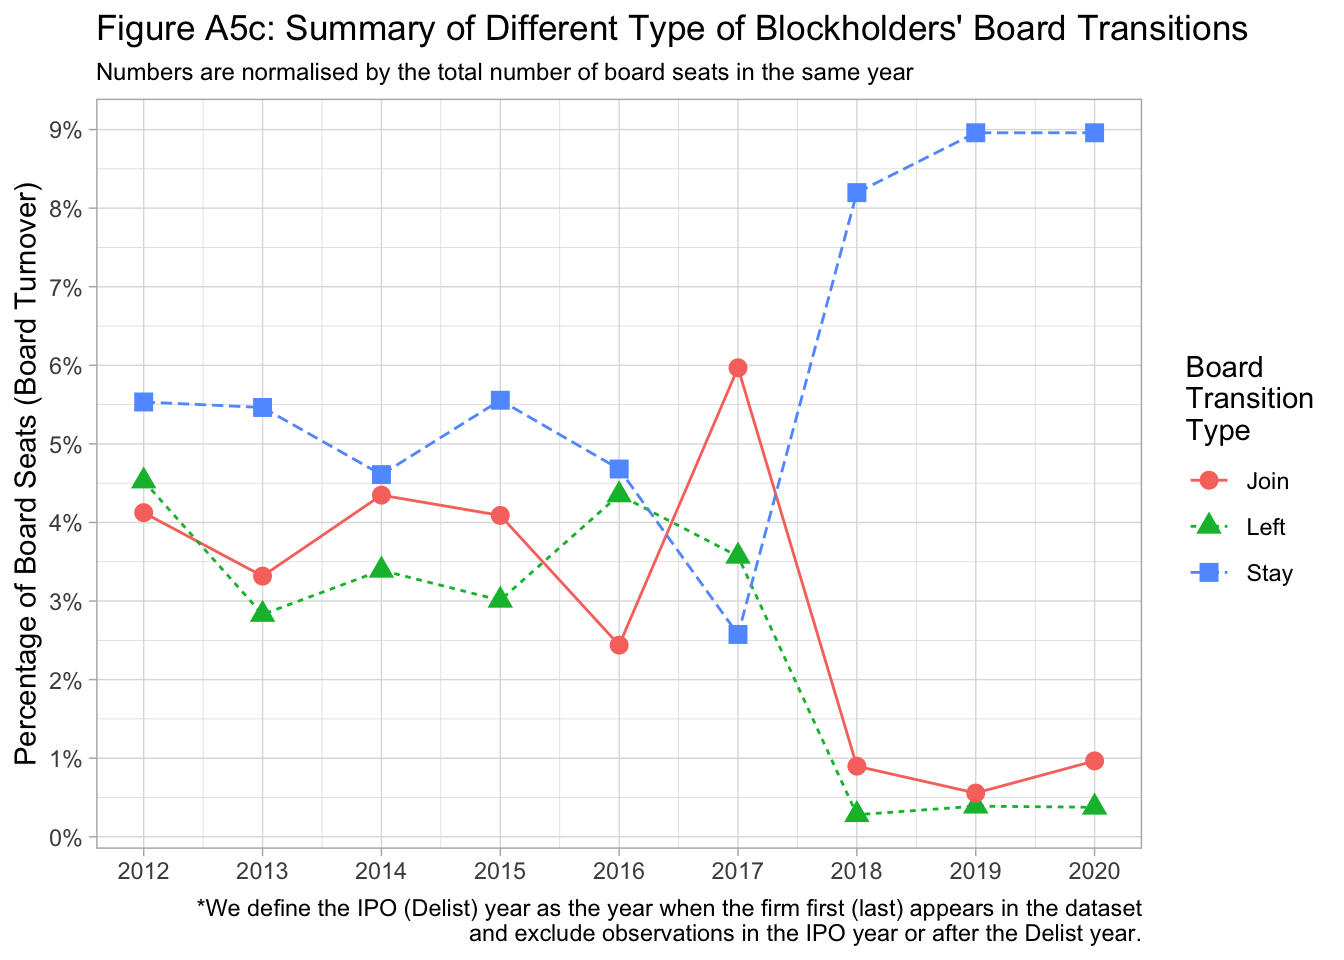 Figure A5c: Summary of Different Type of Blockholders' Board Transitions
Numbers are normalised by the total number of board seats in the same year
Percentage of Board Seats (Board Turnover)
9%
8%
7%
6%
5%
4%
3%
2%
1%
0%
2012
2013
2014
2015
2016
2017
2018
2019
2020
Board
Transition
Type
Join
Left
Stay
*We define the IPO (Delist) year as the year when the firm first (last) appears in the dataset
and exclude observations in the IPO year or after the Delist year.